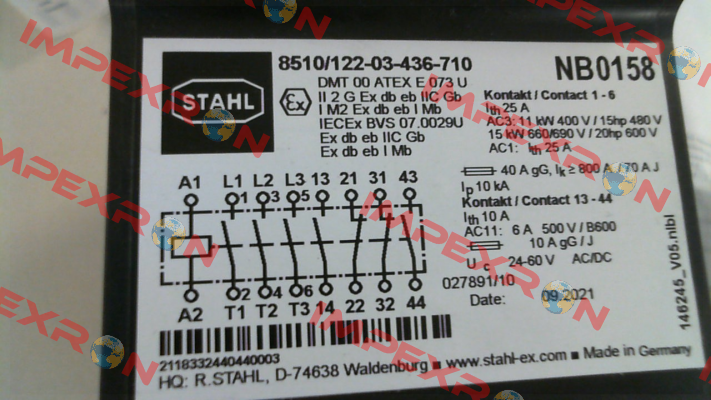 8510/122-03-436-710
NB0158
STAHL
Ex
DMT 00 ATEX E 073 U
II 2 G Ex db eb IIC Gb
I M2 Ex db eb I Mb
IECEx BVS 07.0029U
Ex db eb IIC Gb
Ex db eb I Mb
Kontakt / Contact 1 - 6
Ith 25 A
AC3: 11 kW 400 V / 15hp 480 V
15 kW 660/690 V / 20hp 600 V
AC1: Ith 25 A
40 A gG, Ik ≥ 800 A / 70 A J
Ip 10 kA
Kontakt / Contact 13 - 44
Ith 10 A
AC11: 6 A 500 V / B600
10 A gG / J
Uc 24-60 V AC/DC
027891/10
Date: 09.2021
A1 L1 L2 L3 13 21 31 43
1 3 5
2 4 6
A2 T1 T2 T3 14 22 32 44
2118332440440003
HQ: R.STAHL, D-74638 Waldenburg ■ www.stahl-ex.com ■ Made in Germany
146245_V05.nlbl
IMPEXRON